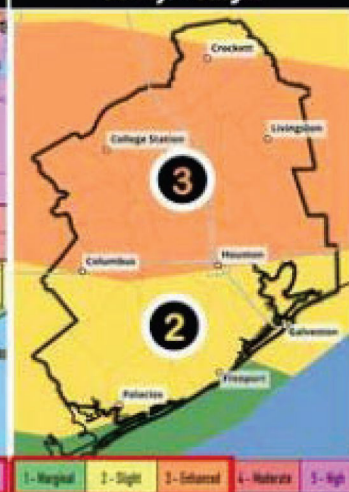 Crockett
Livingston
College Station
3
Columbus
Houston
2
Galveston
Freeport
Palacios
1 - Marginal
2 - Slight
3 - Enhanced
4 - Moderate
5 - High